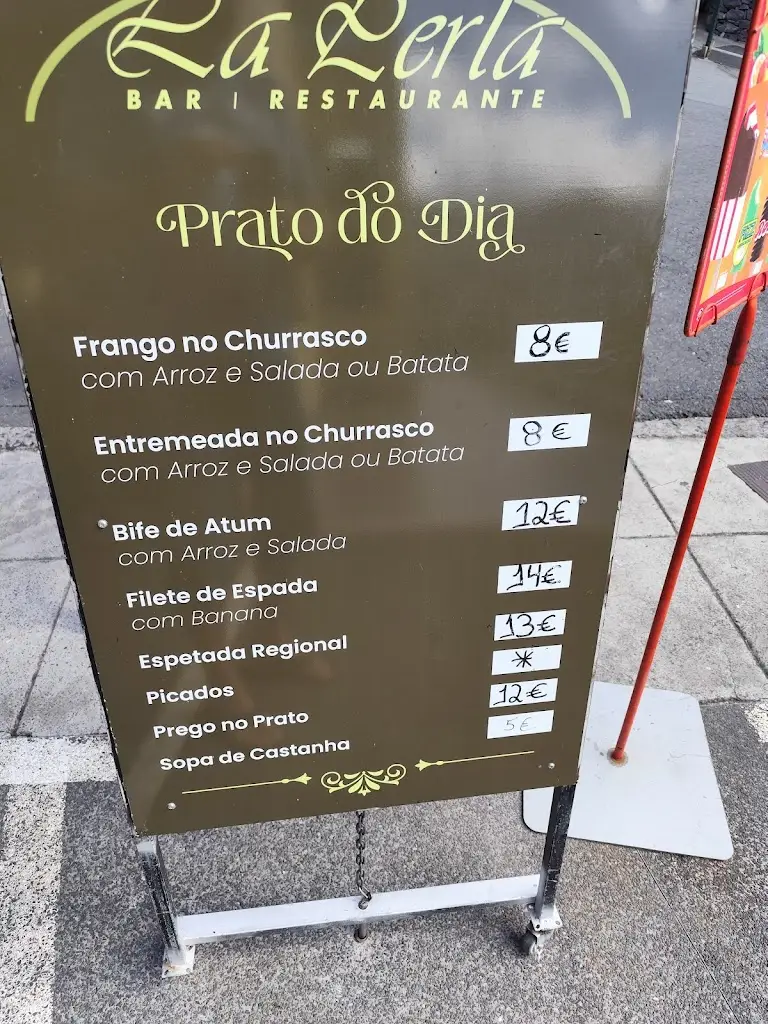 La Perla
BAR | RESTAURANTE
Prato do Dia
Frango no Churrasco 8€
com Arroz e Salada ou Batata
Entremeada no Churrasco 8€
com Arroz e Salada ou Batata
Bife de Atum 12€
com Arroz e Salada
Filete de Espada 14€
com Banana
Espetada Regional 13€
Picados *
Prego no Prato 12€
Sopa de Castanha 5€